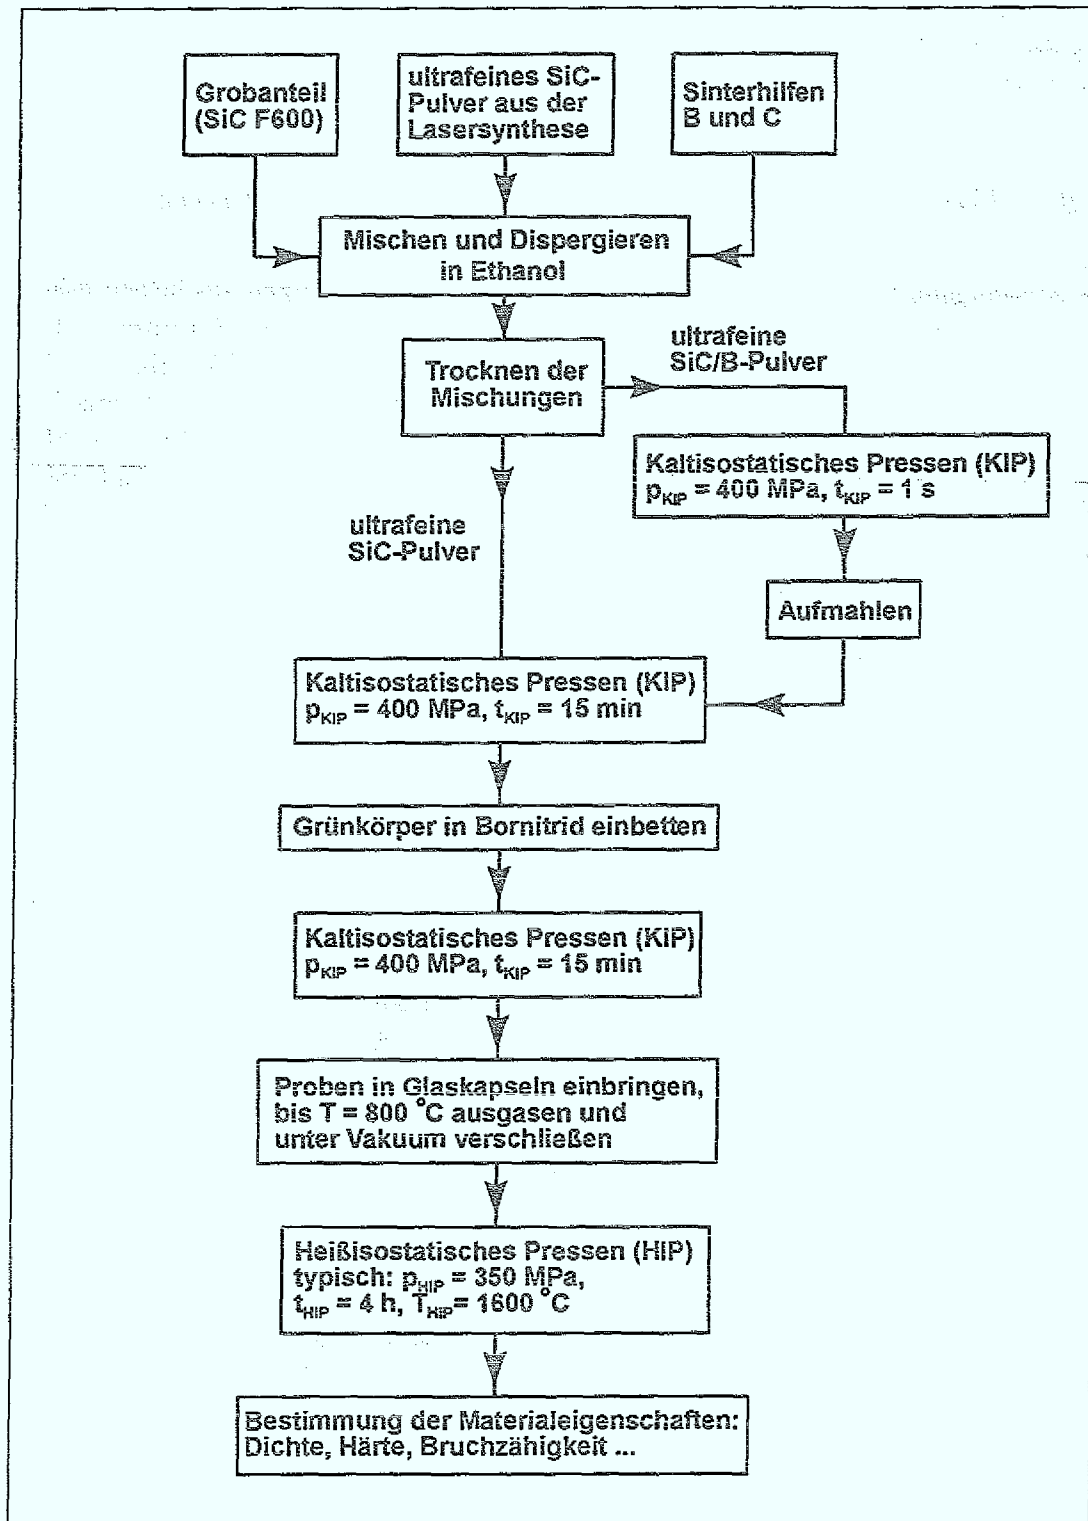 Grobanteil
(SiC F600)
ultrafeines SiC-
Pulver aus der
Lasersynthese
Sinterhilfen
B und C
Mischen und Dispergieren
in Ethanol
Trocknen der
Mischungen
ultrafeine
SiC/B-Pulver
Kaltisostatisches Pressen (KIP)
pKIP = 400 MPa, tKIP = 1 s
ultrafeine
SiC-Pulver
Aufmahlen
Kaltisostatisches Pressen (KIP)
pKIP = 400 MPa, tKIP = 15 min
Grünkörper in Bornitrid einbetten
Kaltisostatisches Pressen (KIP)
pKIP = 400 MPa, tKIP = 15 min
Proben in Glaskapseln einbringen,
bis T = 800 °C ausgasen und
unter Vakuum verschließen
Heißisostatisches Pressen (HIP)
typisch: pHIP = 350 MPa,
tHIP = 4 h, THIP = 1600 °C
Bestimmung der Materialeigenschaften:
Dichte, Härte, Bruchzähigkeit ...